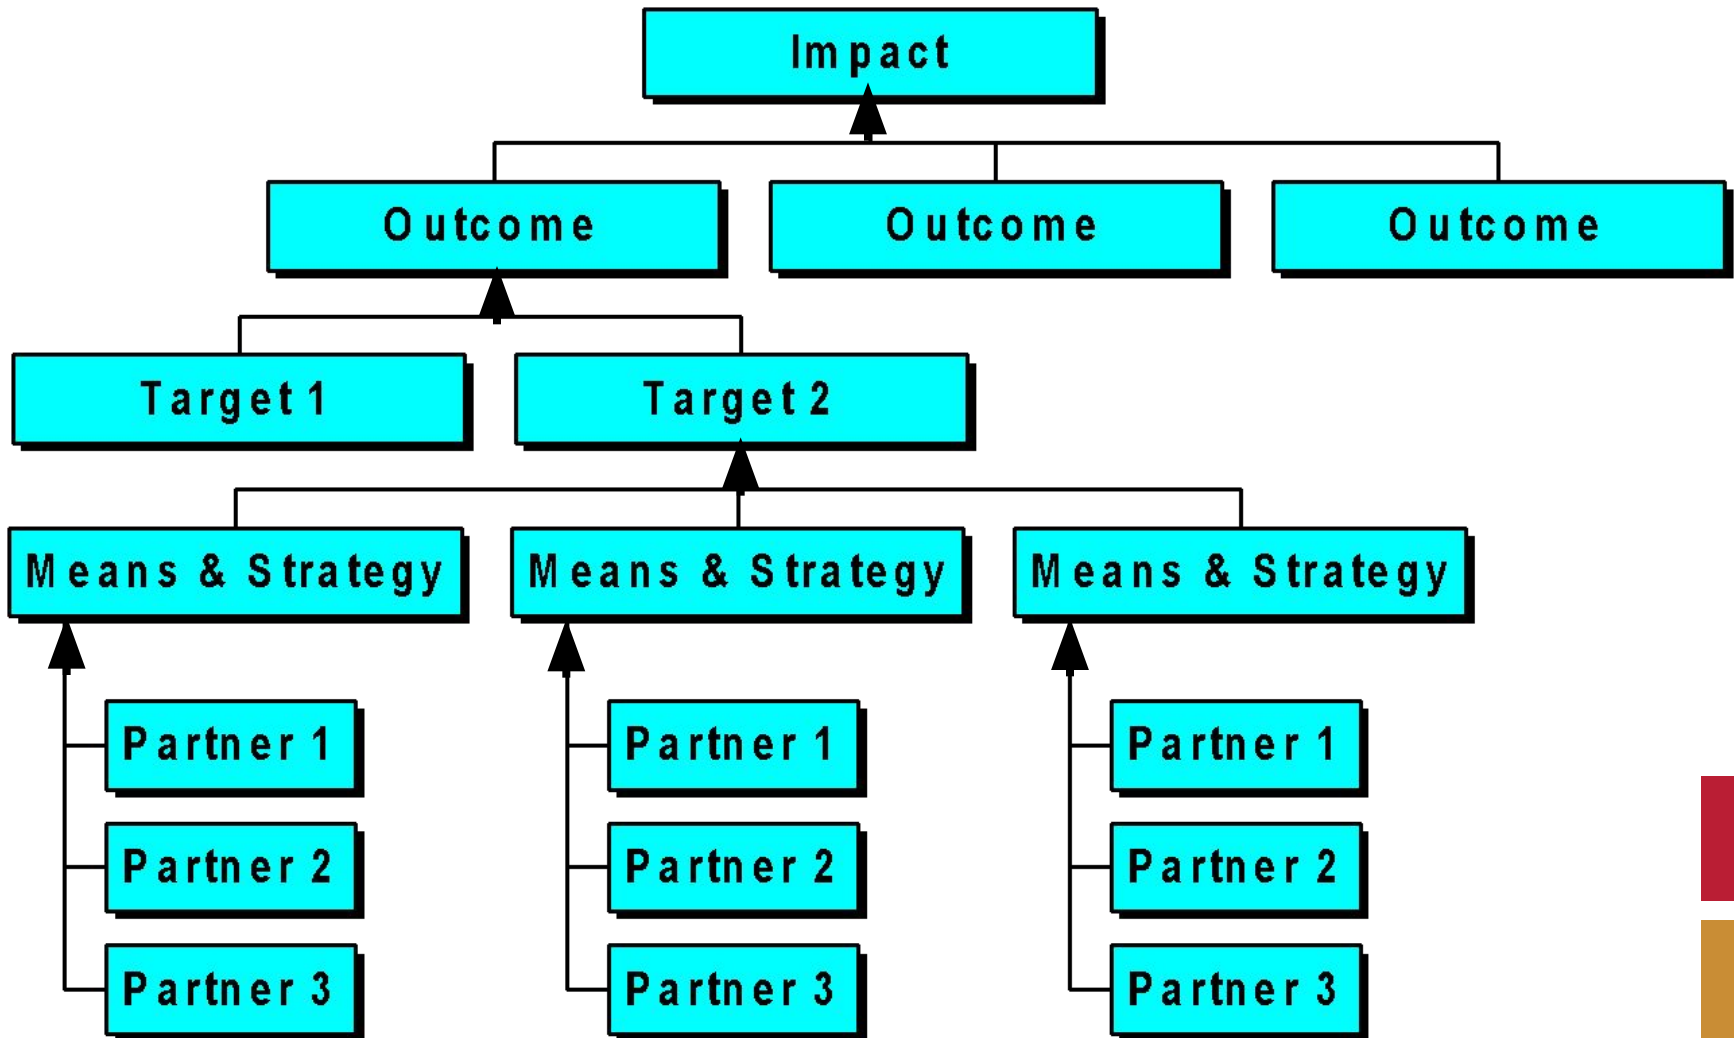 Impact
Outcome Outcome Outcome
Target 1 Target 2
Means & Strategy Means & Strategy Means & Strategy
Partner 1 Partner 1 Partner 1
Partner 2 Partner 2 Partner 2
Partner 3 Partner 3 Partner 3